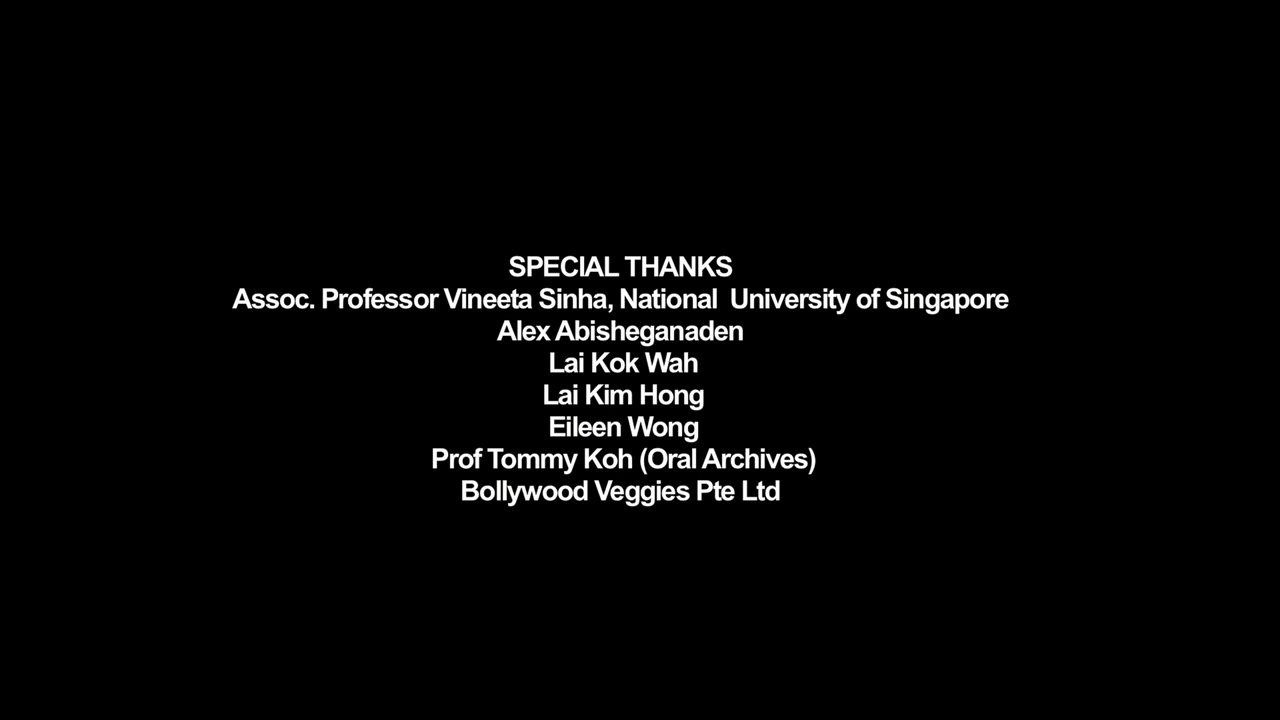 SPECIAL THANKS
Assoc. Professor Vineeta Sinha, National  University of Singapore
Alex Abisheganaden
Lai Kok Wah
Lai Kim Hong
Eileen Wong
Prof Tommy Koh (Oral Archives)
Bollywood Veggies Pte Ltd